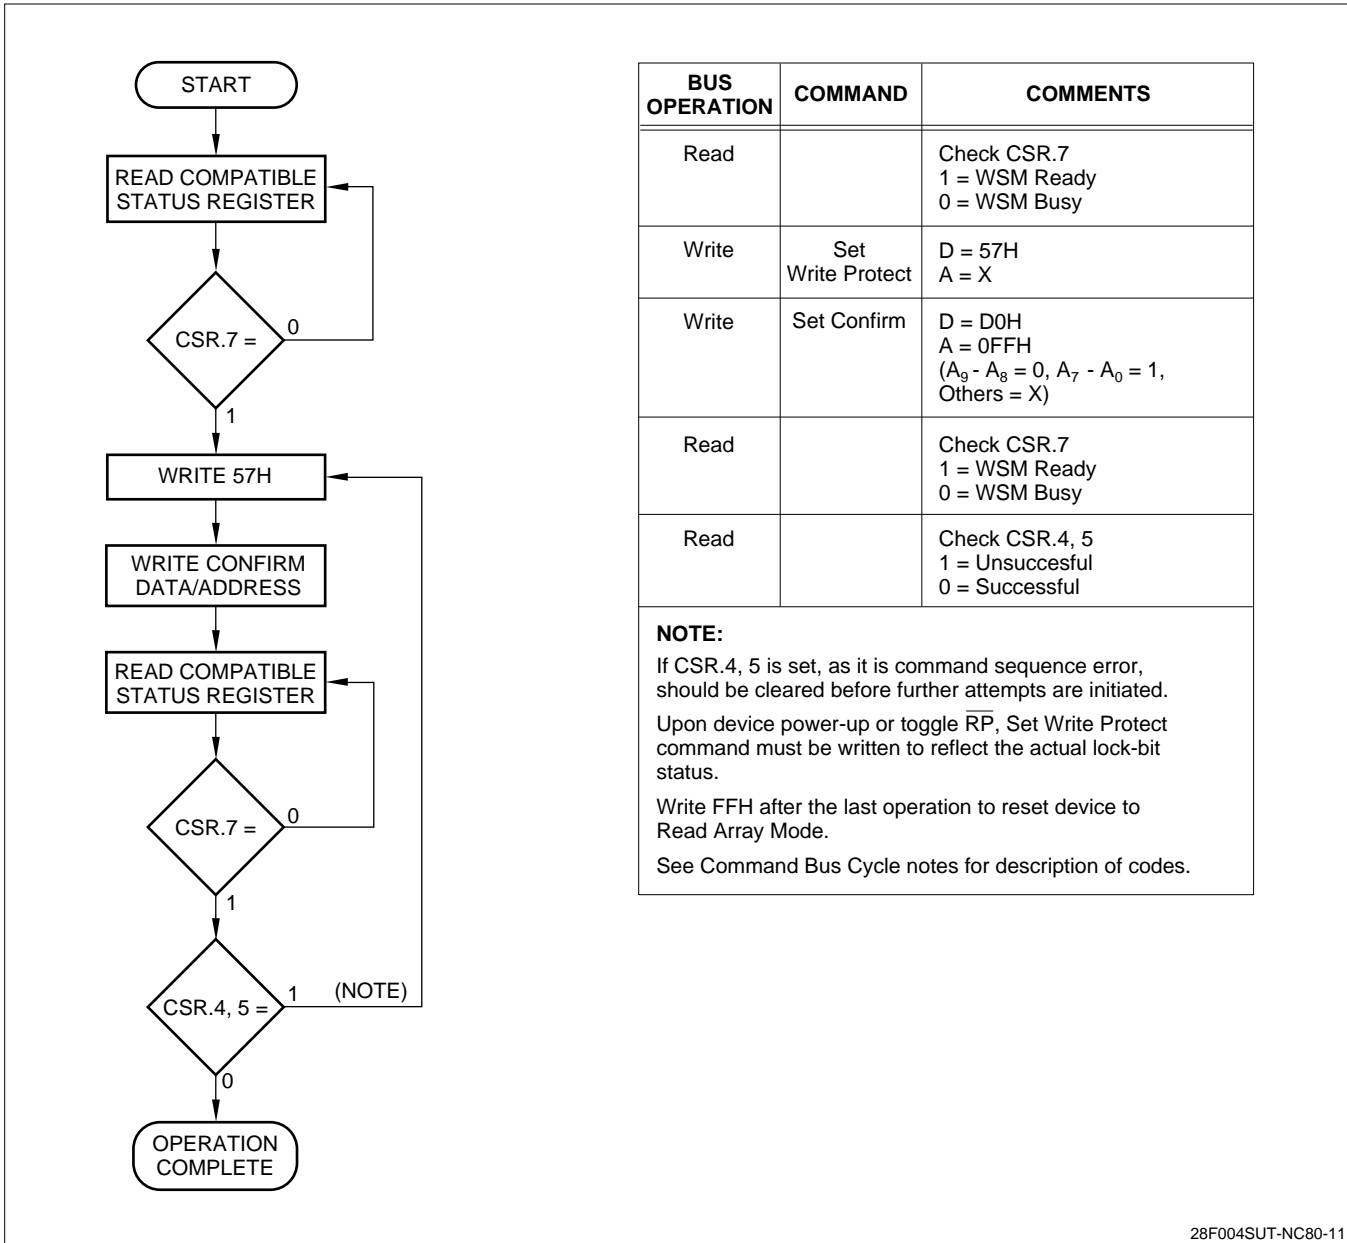 START
READ COMPATIBLE
STATUS REGISTER
CSR.7 =
0
1
WRITE 57H
WRITE CONFIRM
DATA/ADDRESS
READ COMPATIBLE
STATUS REGISTER
CSR.7 =
0
1
CSR.4, 5 =
1
(NOTE)
0
OPERATION
COMPLETE
BUS
OPERATION
COMMAND
COMMENTS
Read
Check CSR.7
1 = WSM Ready
0 = WSM Busy
Write
Set
Write Protect
D = 57H
A = X
Write
Set Confirm
D = D0H
A = 0FFH
(A9 - A8 = 0, A7 - A0 = 1,
Others = X)
Read
Check CSR.7
1 = WSM Ready
0 = WSM Busy
Read
Check CSR.4, 5
1 = Unsuccesful
0 = Successful
NOTE:
If CSR.4, 5 is set, as it is command sequence error,
should be cleared before further attempts are initiated.
Upon device power-up or toggle R̅P̅, Set Write Protect
command must be written to reflect the actual lock-bit
status.
Write FFH after the last operation to reset device to
Read Array Mode.
See Command Bus Cycle notes for description of codes.
28F004SUT-NC80-11